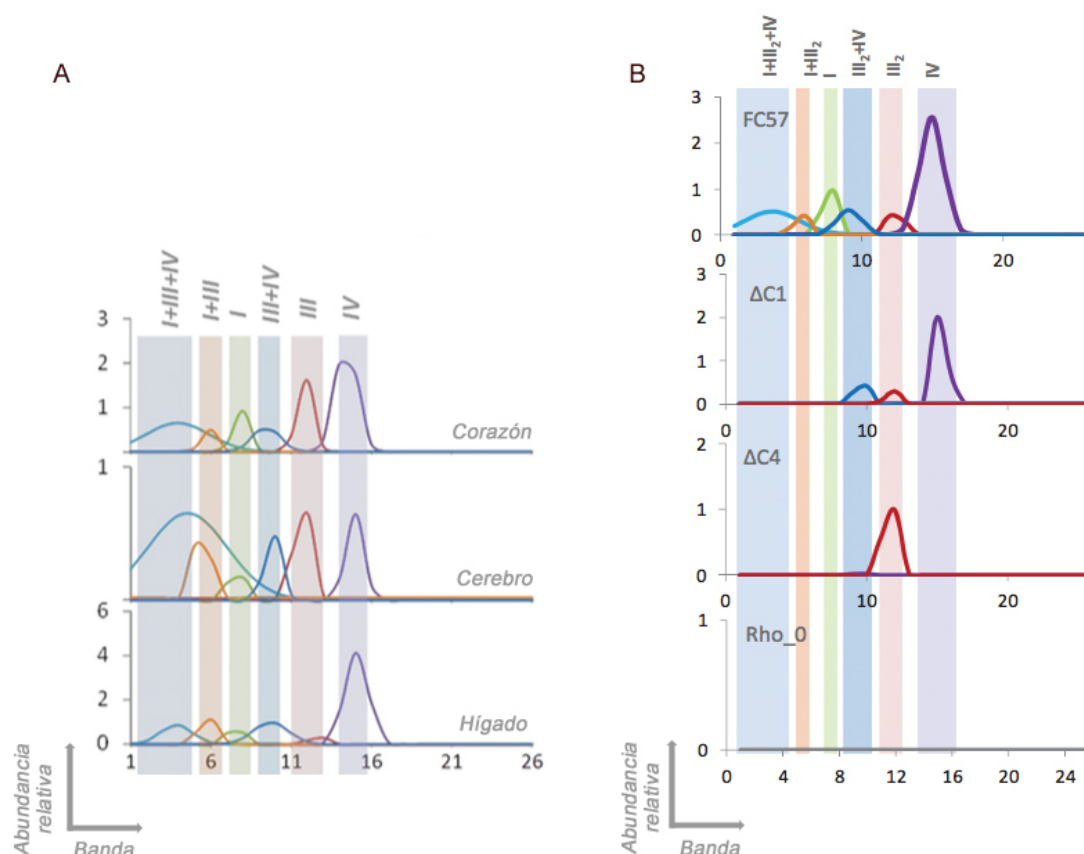 A
I+III+IV
I+III
I
III+IV
III
IV
3
2
1
0
Corazón
1
0
Cerebro
6
4
2
0
Hígado
1 6 11 16 21 26
Abundancia
relativa
Banda
B
I+III₂+IV
I+III₂
I
III₂+IV
III₂
IV
3
2
1
0
FC57
0 10 20
3
2
1
0
ΔC1
0 10 20
2
1
0
ΔC4
0 10 20
1
0
Rho_0
0 4 8 12 16 20 24
Abundancia
relativa
Banda